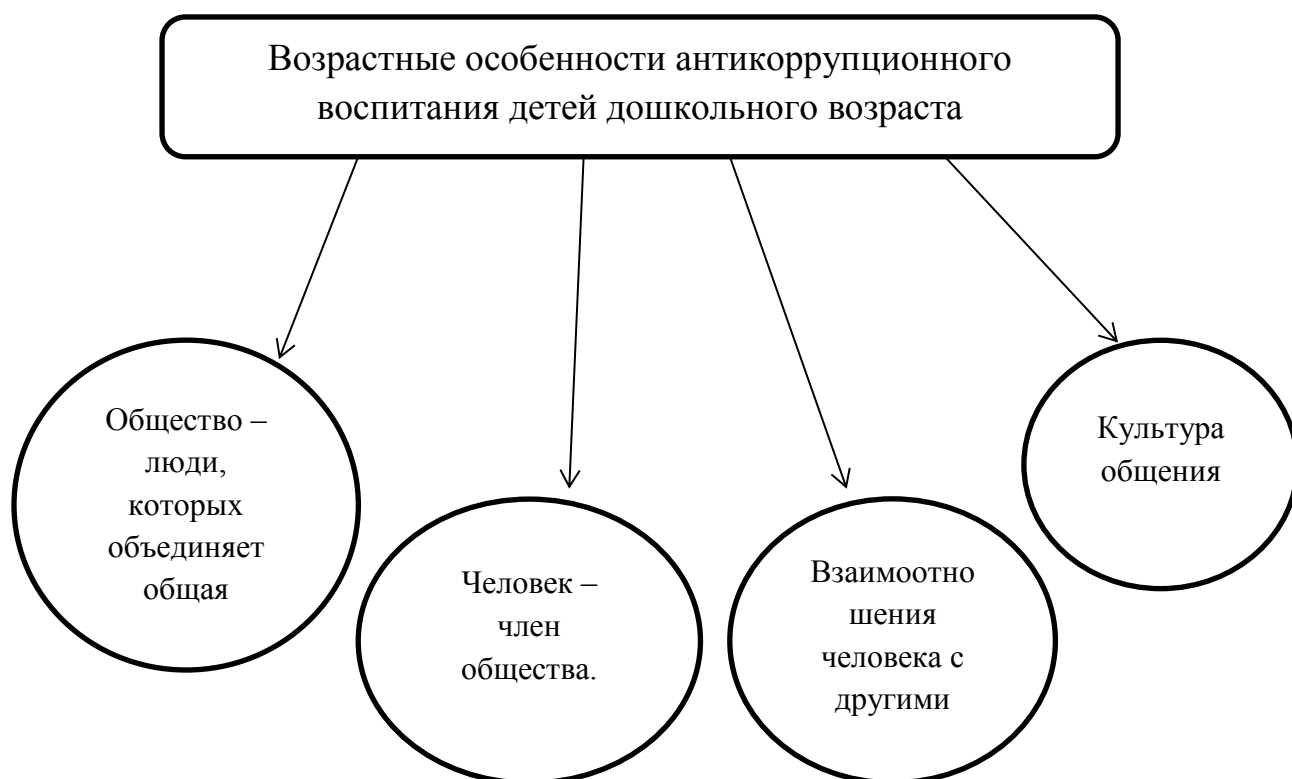 Возрастные особенности антикоррупционного
воспитания детей дошкольного возраста
Общество –
люди,
которых
объединяет
общая
Человек –
член
общества.
Взаимоотно
шения
человека с
другими
Культура
общения